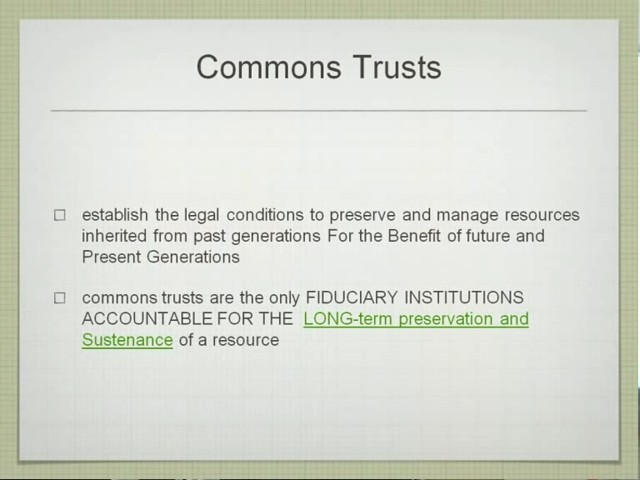 Commons Trusts
establish the legal conditions to preserve and manage resources
inherited from past generations For the Benefit of future and
Present Generations
commons trusts are the only FIDUCIARY INSTITUTIONS
ACCOUNTABLE FOR THE LONG-term preservation and
Sustenance of a resource